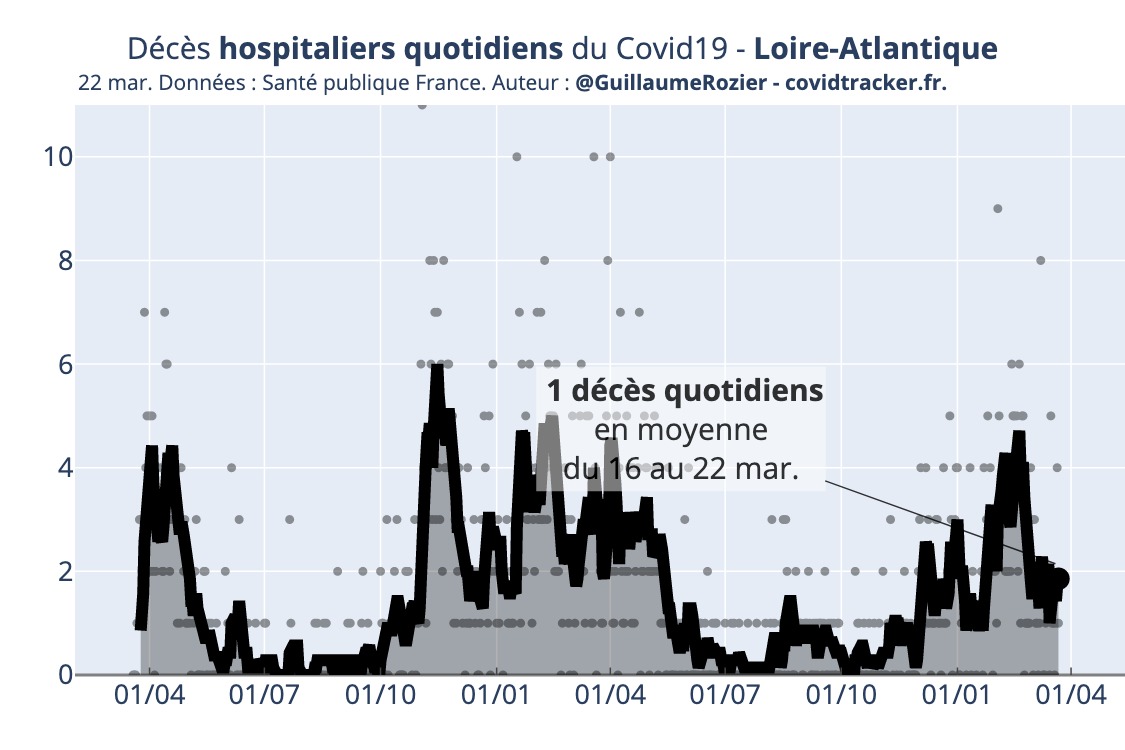 Décès hospitaliers quotidiens du Covid19 - Loire-Atlantique
22 mar. Données : Santé publique France. Auteur : @GuillaumeRozier - covidtracker.fr.
10
8
6
1 décès quotidiens
en moyenne
4
du 16 au 22 mar.
2
0
01/04 01/07 01/10 01/01 01/04 01/07 01/10 01/01 01/04